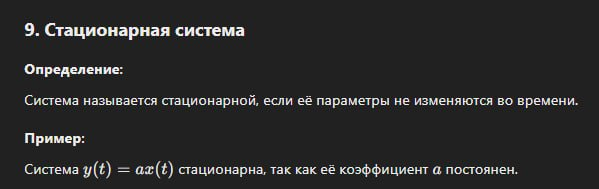 9. Стационарная система
Определение:
Система называется стационарной, если её параметры не изменяются во времени.
Пример:
Система y(t) = ax(t) стационарна, так как её коэффициент a постоянен.